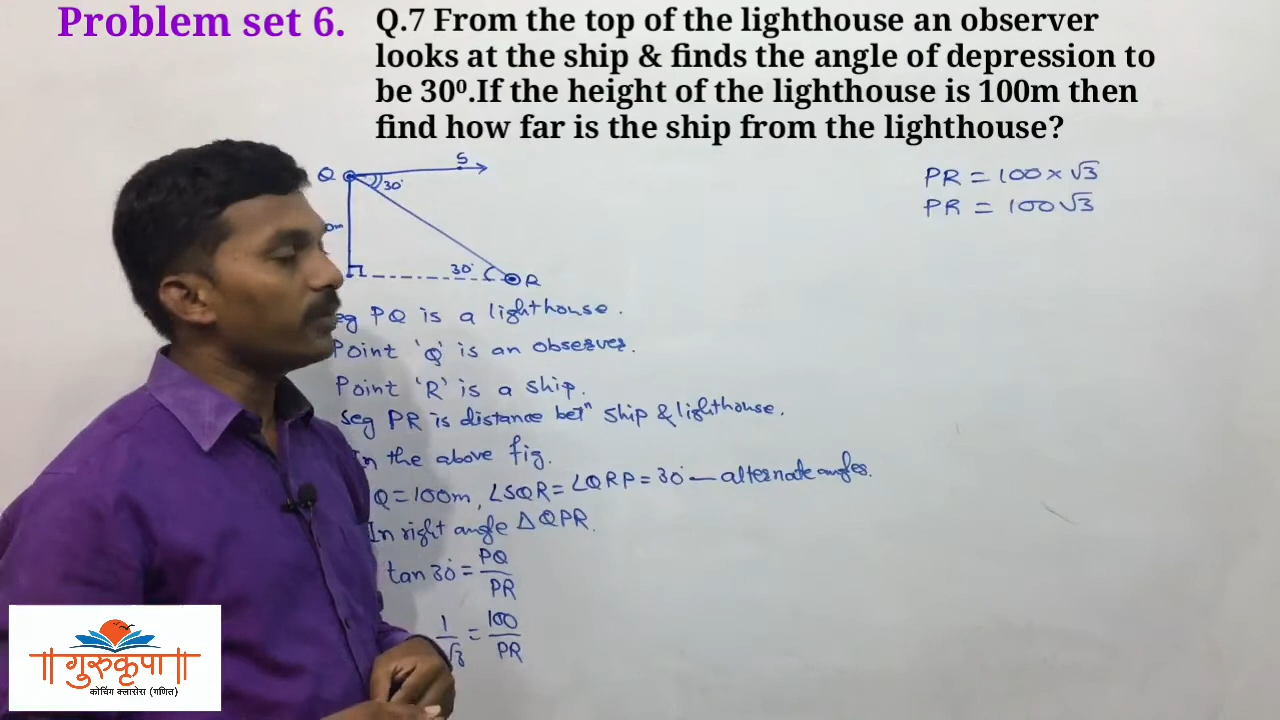 Problem set 6.
Q.7 From the top of the lighthouse an observer
looks at the ship & finds the angle of depression to
be 30⁰.If the height of the lighthouse is 100m then
find how far is the ship from the lighthouse?
Q
S
30°
30°
R
PQ is a lighthouse.
Point 'Q' is an observer.
Point 'R' is a ship.
Seg PR is distance betⁿ ship & lighthouse.
In the above fig.
Q = 100m, ∠SQR = ∠QRP = 30° — alternate angles.
In right angle △QPR.
tan 30° = PQ/PR
1/√3 = 100/PR
PR = 100 × √3
PR = 100√3
॥ गुरुकृपा ॥
कोचिंग क्लासेस (गणित)